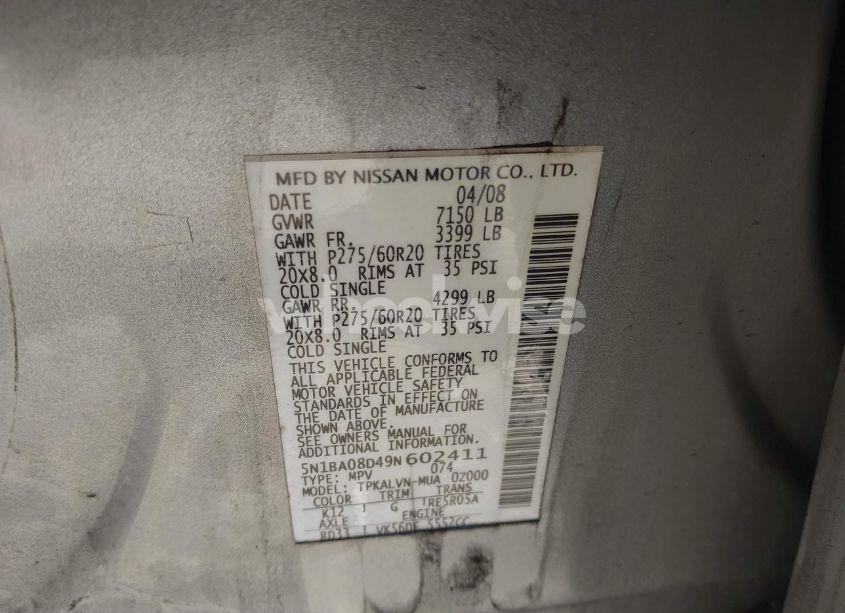 MFD BY NISSAN MOTOR CO., LTD.
DATE 04/08
GVWR 7150 LB
GAWR FR. 3399 LB
WITH P275/60R20 TIRES
20X8.0 RIMS AT 35 PSI
COLD SINGLE
GAWR RR. 4299 LB
WITH P275/60R20 TIRES
20X8.0 RIMS AT 35 PSI
COLD SINGLE
THIS VEHICLE CONFORMS TO
ALL APPLICABLE FEDERAL
MOTOR VEHICLE SAFETY
STANDARDS IN EFFECT ON
THE DATE OF MANUFACTURE
SHOWN ABOVE.
SEE OWNERS MANUAL FOR
ADDITIONAL INFORMATION.
5N1BA08D49N602411
TYPE: MPV 074
MODEL: TPKALVN-MUA 0Z000
COLOR TRIM TRANS
K12 G RE5R05A
AXLE ENGINE
RD33 VK56DE 5552CC